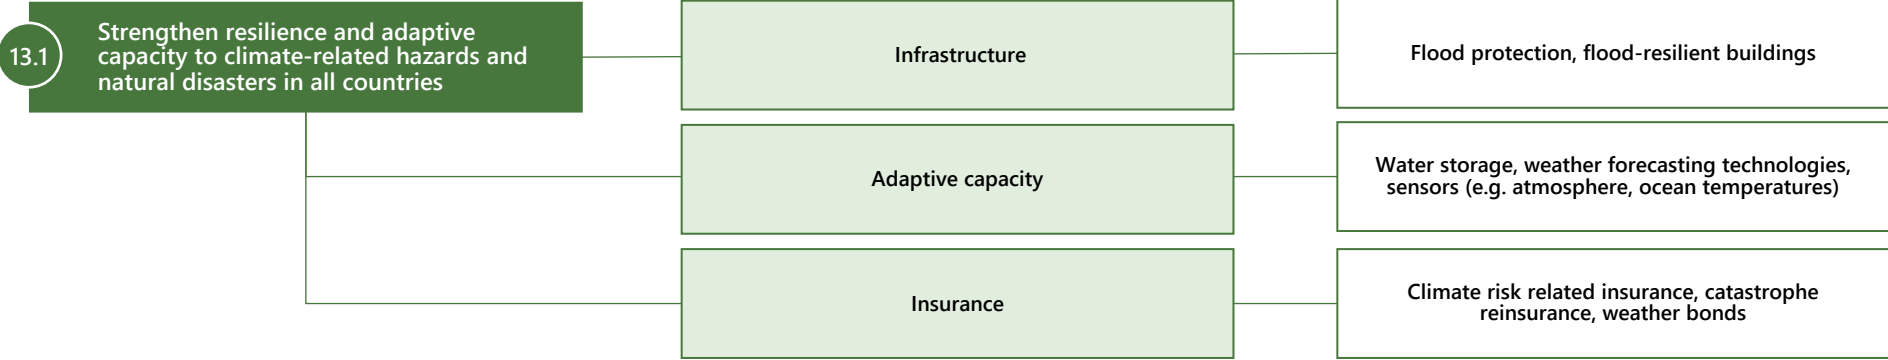 13.1
Strengthen resilience and adaptive
capacity to climate-related hazards and
natural disasters in all countries
Infrastructure
Flood protection, flood-resilient buildings
Adaptive capacity
Water storage, weather forecasting technologies,
sensors (e.g. atmosphere, ocean temperatures)
Insurance
Climate risk related insurance, catastrophe
reinsurance, weather bonds